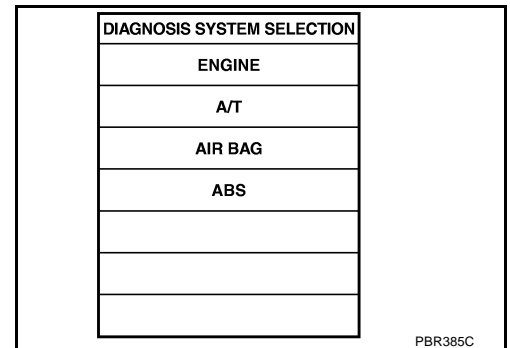 DIAGNOSIS SYSTEM SELECTION
ENGINE
A/T
AIR BAG
ABS
PBR385C